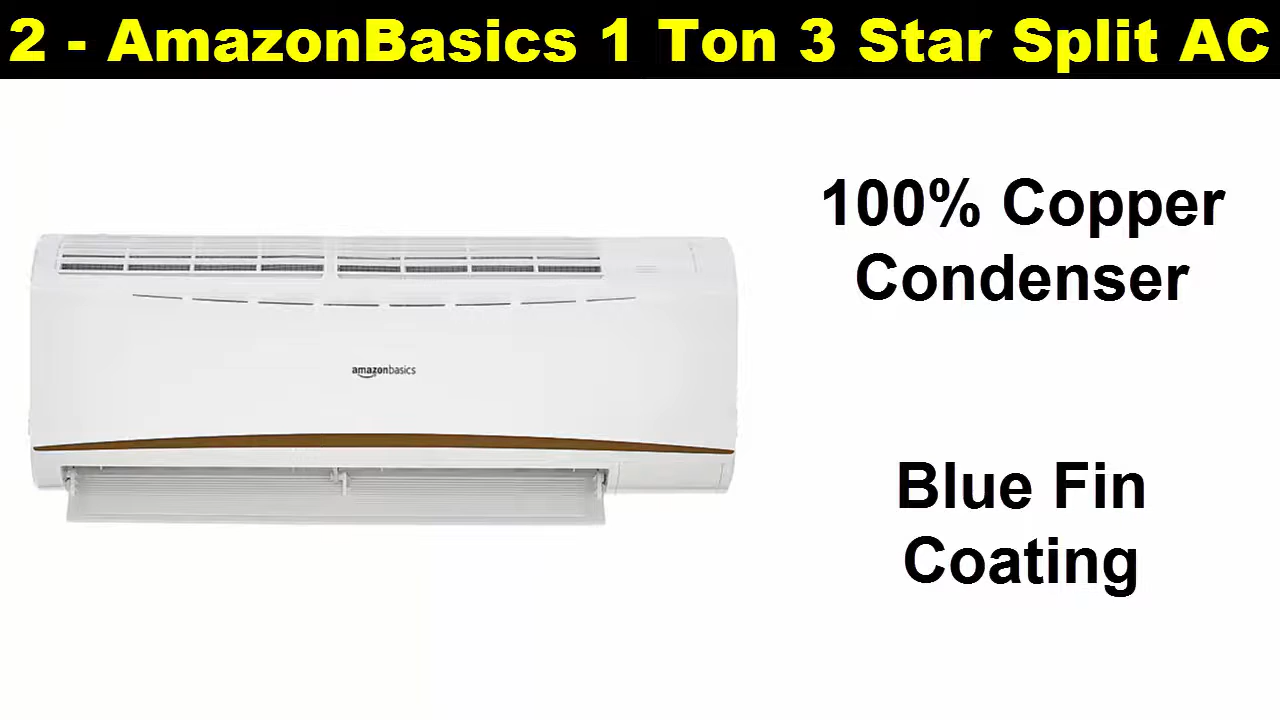 2 - AmazonBasics 1 Ton 3 Star Split AC
100% Copper
Condenser
amazonbasics
Blue Fin
Coating